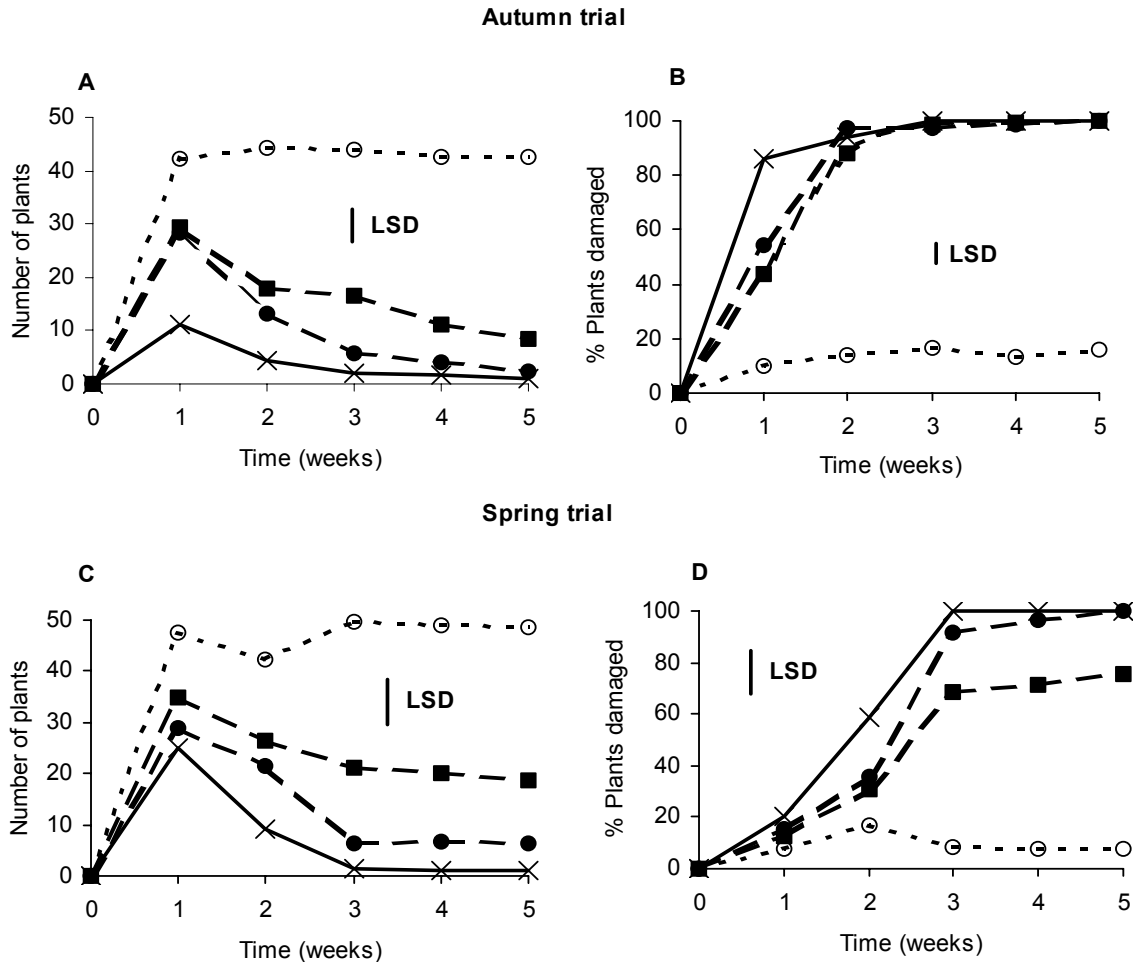 Autumn trial
A
Number of plants
50
40
30
20
10
0
LSD
0 1 2 3 4 5
Time (weeks)
B
% Plants damaged
100
80
60
40
20
0
LSD
0 1 2 3 4 5
Time (weeks)
Spring trial
C
Number of plants
50
40
30
20
10
0
LSD
0 1 2 3 4 5
Time (weeks)
D
% Plants damaged
100
80
60
40
20
0
LSD
0 1 2 3 4 5
Time (weeks)